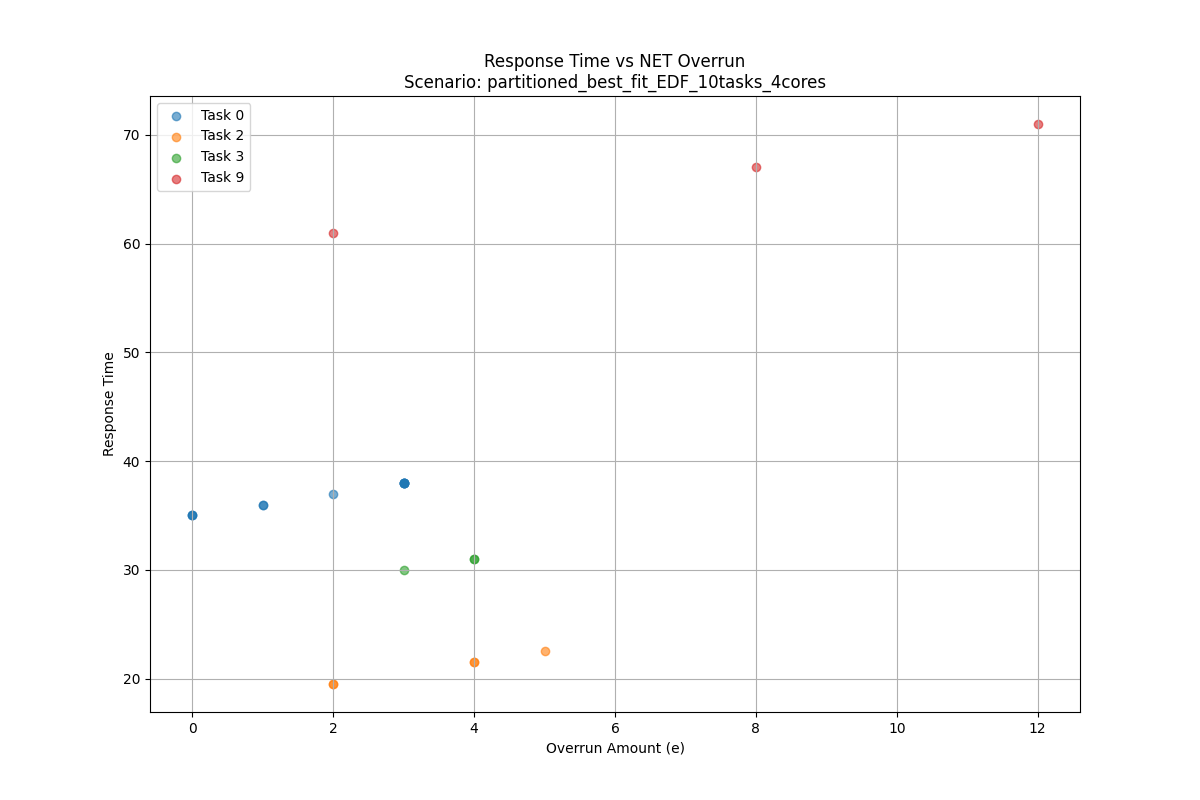 Response Time vs NET Overrun
Scenario: partitioned_best_fit_EDF_10tasks_4cores
Task 0
Task 2
Task 3
Task 9
70
60
50
40
30
20
Response Time
0 2 4 6 8 10 12
Overrun Amount (e)